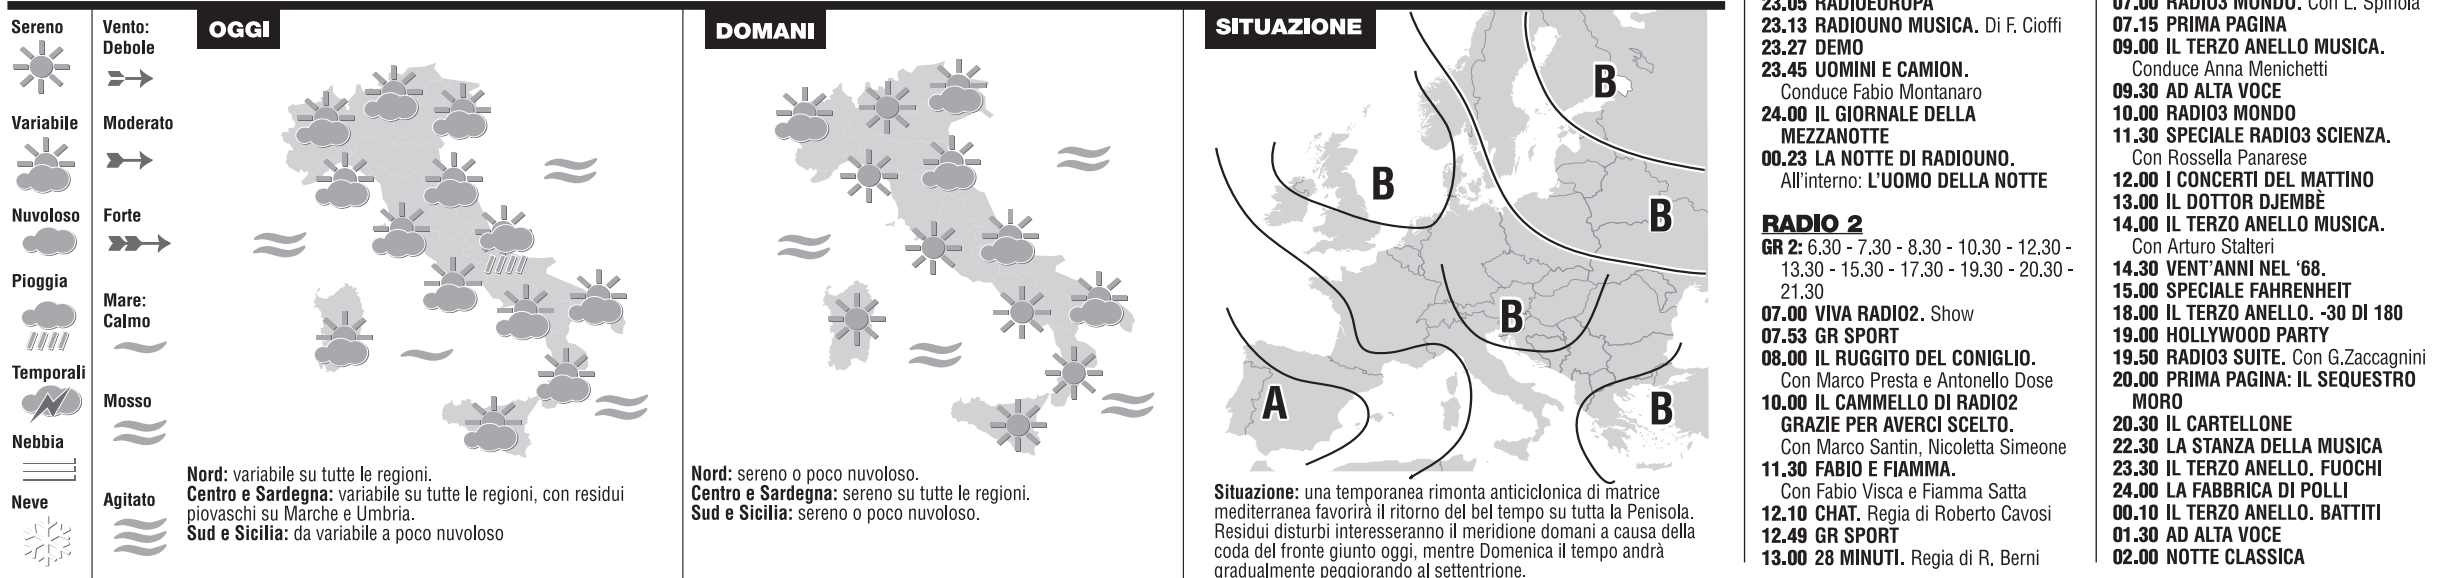 Sereno
Variabile
Nuvoloso
Pioggia
Temporali
Nebbia
Neve
Vento:
Debole
Moderato
Forte
Mare:
Calmo
Mosso
Agitato
OGGI
Nord: variabile su tutte le regioni.
Centro e Sardegna: variabile su tutte le regioni, con residui
piovaschi su Marche e Umbria.
Sud e Sicilia: da variabile a poco nuvoloso
DOMANI
Nord: sereno o poco nuvoloso.
Centro e Sardegna: sereno su tutte le regioni.
Sud e Sicilia: sereno o poco nuvoloso.
SITUAZIONE
B
B
B
B
A
B
Situazione: una temporanea rimonta anticiclonica di matrice
mediterranea favorirà il ritorno del bel tempo su tutta la Penisola.
Residui disturbi interesseranno il meridione domani a causa della
coda del fronte giunto oggi, mentre Domenica il tempo andrà
gradualmente peggiorando al settentrione.
23.05 RADIOEUROPA
23.13 RADIOUNO MUSICA. Di F. Cioffi
23.27 DEMO
23.45 UOMINI E CAMION.
Conduce Fabio Montanaro
24.00 IL GIORNALE DELLA
MEZZANOTTE
00.23 LA NOTTE DI RADIOUNO.
All'interno: L'UOMO DELLA NOTTE
RADIO 2
GR 2: 6.30 - 7.30 - 8.30 - 10.30 - 12.30 -
13.30 - 15.30 - 17.30 - 19.30 - 20.30 -
21.30
07.00 VIVA RADIO2. Show
07.53 GR SPORT
08.00 IL RUGGITO DEL CONIGLIO.
Con Marco Presta e Antonello Dose
10.00 IL CAMMELLO DI RADIO2
GRAZIE PER AVERCI SCELTO.
Con Marco Santin, Nicoletta Simeone
11.30 FABIO E FIAMMA.
Con Fabio Visca e Fiamma Satta
12.10 CHAT. Regia di Roberto Cavosi
12.49 GR SPORT
13.00 28 MINUTI. Regia di R. Berni
07.00 RADIO3 MONDO. Con L. Spinola
07.15 PRIMA PAGINA
09.00 IL TERZO ANELLO MUSICA.
Conduce Anna Menichetti
09.30 AD ALTA VOCE
10.00 RADIO3 MONDO
11.30 SPECIALE RADIO3 SCIENZA.
Con Rossella Panarese
12.00 I CONCERTI DEL MATTINO
13.00 IL DOTTOR DJEMBÈ
14.00 IL TERZO ANELLO MUSICA.
Con Arturo Stalteri
14.30 VENT'ANNI NEL ‘68.
15.00 SPECIALE FAHRENHEIT
18.00 IL TERZO ANELLO. -30 DI 180
19.00 HOLLYWOOD PARTY
19.50 RADIO3 SUITE. Con G.Zaccagnini
20.00 PRIMA PAGINA: IL SEQUESTRO
MORO
20.30 IL CARTELLONE
22.30 LA STANZA DELLA MUSICA
23.30 IL TERZO ANELLO. FUOCHI
24.00 LA FABBRICA DI POLLI
00.10 IL TERZO ANELLO. BATTITI
01.30 AD ALTA VOCE
02.00 NOTTE CLASSICA